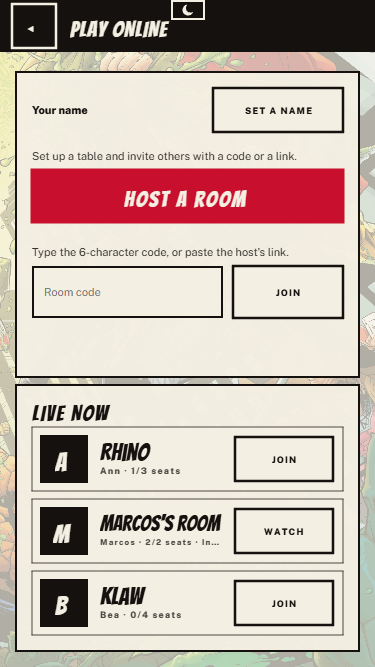 PLAY ONLINE
Your name
SET A NAME
Set up a table and invite others with a code or a link.
HOST A ROOM
Type the 6-character code, or paste the host's link.
Room code
JOIN
LIVE NOW
A
RHINO
Ann · 1/3 seats
JOIN
M
MARCOS'S ROOM
Marcos · 2/2 seats · In...
WATCH
B
KLAW
Bea · 0/4 seats
JOIN